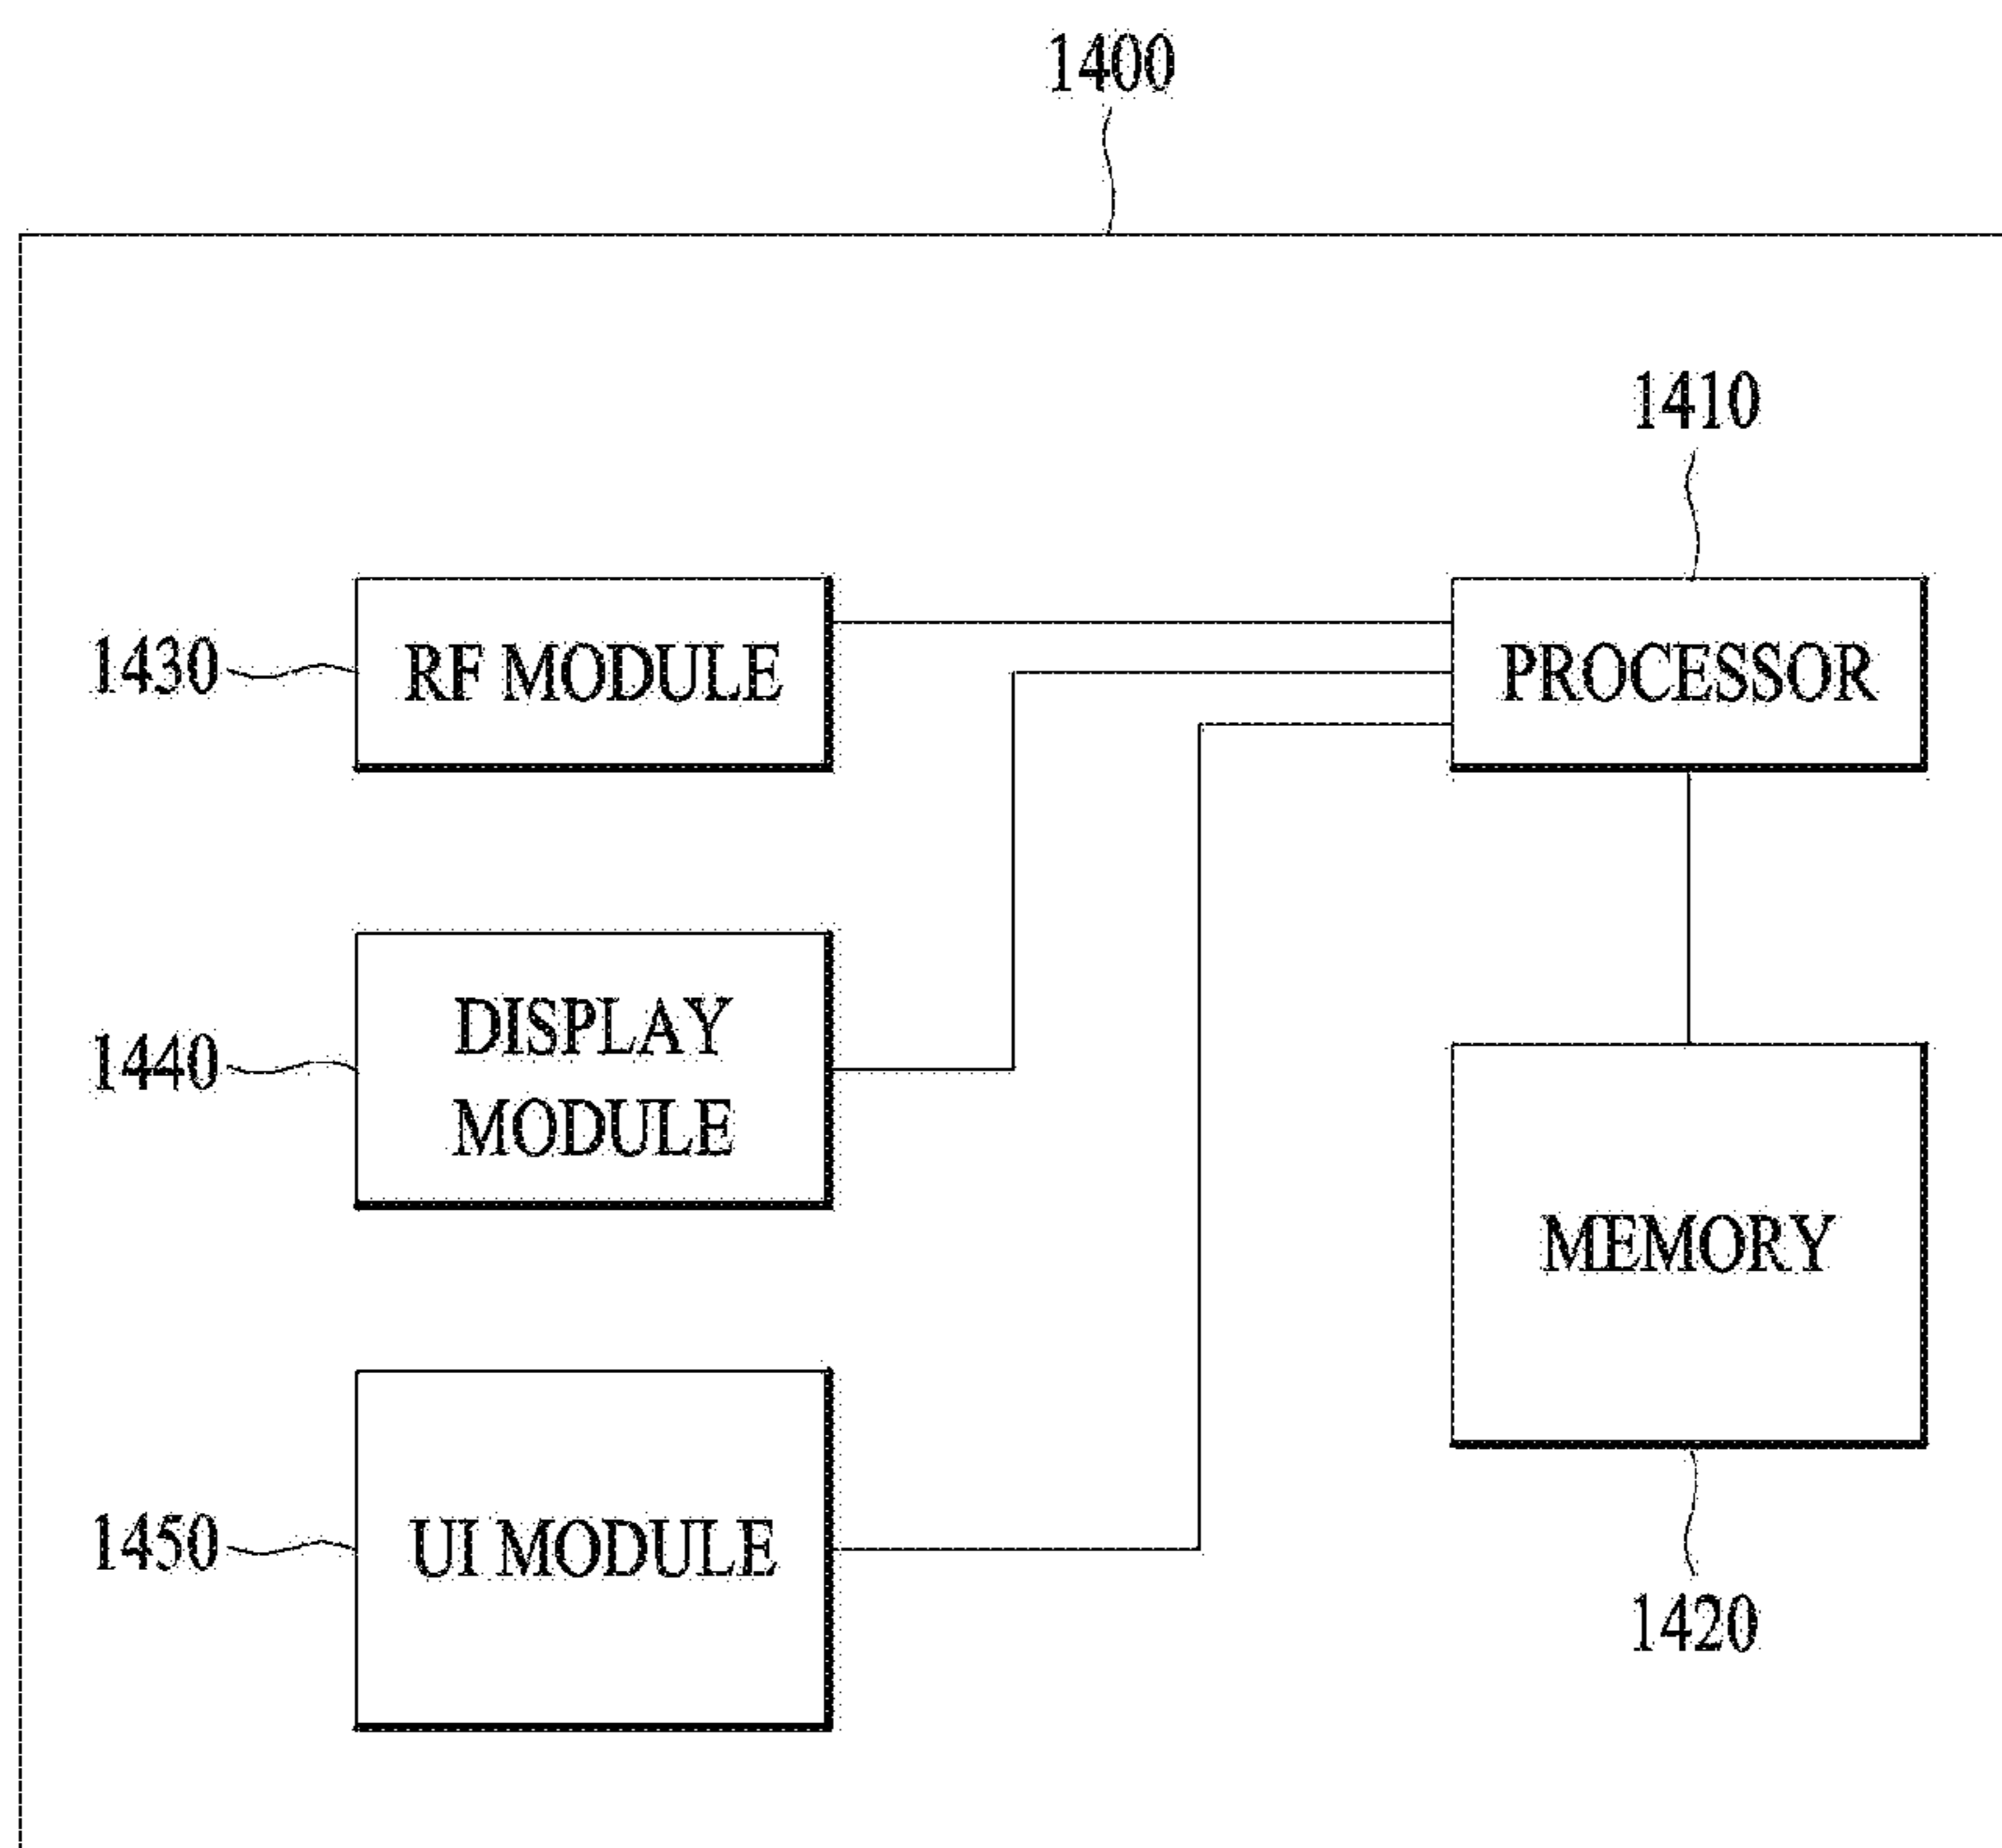 1400
1410
1430
RF MODULE
PROCESSOR
1440
DISPLAY
MODULE
MEMORY
1450
UI MODULE
1420